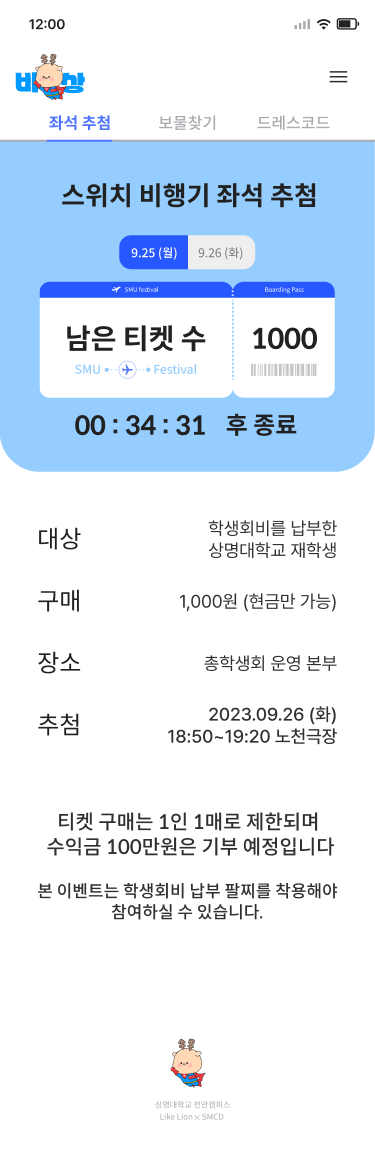 12:00
비상
좌석 추첨 보물찾기 드레스코드
스위치 비행기 좌석 추첨
9.25 (월) 9.26 (화)
SMU festival Boarding Pass
남은 티켓 수 1000
SMU Festival
00 : 34 : 31 후 종료
대상 학생회비를 납부한
상명대학교 재학생
구매 1,000원 (현금만 가능)
장소 총학생회 운영 본부
추첨 2023.09.26 (화)
18:50~19:20 노천극장
티켓 구매는 1인 1매로 제한되며
수익금 100만원은 기부 예정입니다
본 이벤트는 학생회비 납부 팔찌를 착용해야
참여하실 수 있습니다.
상명대학교 천안캠퍼스
Like Lion x SMCD